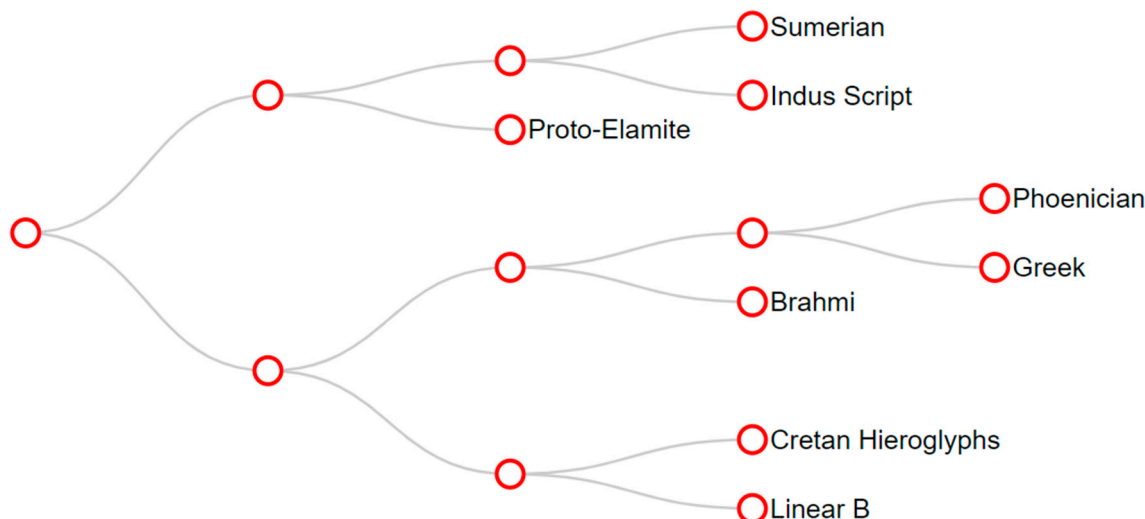 Sumerian
Indus Script
Proto-Elamite
Phoenician
Greek
Brahmi
Cretan Hieroglyphs
Linear B